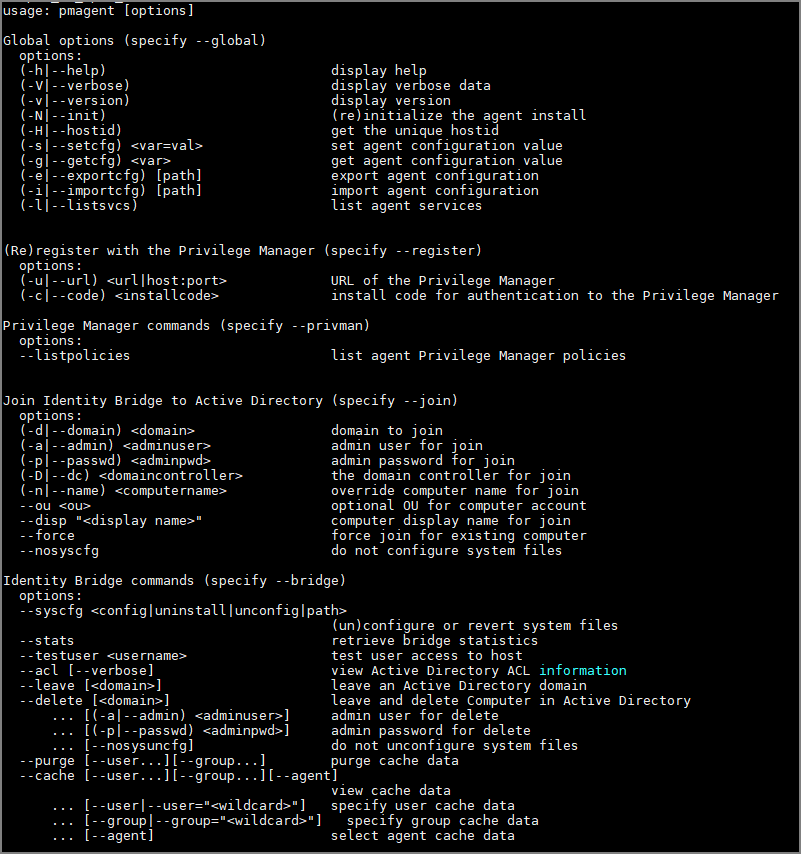 usage: pmagent [options]
Global options (specify --global)
options:
(-h|--help) display help
(-V|--verbose) display verbose data
(-v|--version) display version
(-N|--init) (re)initialize the agent install
(-H|--hostid) get the unique hostid
(-s|--setcfg) <var=val> set agent configuration value
(-g|--getcfg) <var> get agent configuration value
(-e|--exportcfg) [path] export agent configuration
(-i|--importcfg) [path] import agent configuration
(-l|--listsvcs) list agent services
(Re)register with the Privilege Manager (specify --register)
options:
(-u|--url) <url|host:port> URL of the Privilege Manager
(-c|--code) <installcode> install code for authentication to the Privilege Manager
Privilege Manager commands (specify --privman)
options:
--listpolicies list agent Privilege Manager policies
Join Identity Bridge to Active Directory (specify --join)
options:
(-d|--domain) <domain> domain to join
(-a|--admin) <adminuser> admin user for join
(-p|--passwd) <adminpwd> admin password for join
(-D|--dc) <domaincontroller> the domain controller for join
(-n|--name) <computername> override computer name for join
--ou <ou> optional OU for computer account
--disp "<display name>" computer display name for join
--force force join for existing computer
--nosyscfg do not configure system files
Identity Bridge commands (specify --bridge)
options:
--syscfg <config|uninstall|unconfig|path>
(un)configure or revert system files
--stats retrieve bridge statistics
--testuser <username> test user access to host
--acl [--verbose] view Active Directory ACL information
--leave [<domain>] leave an Active Directory domain
--delete [<domain>] leave and delete Computer in Active Directory
... [(-a|--admin) <adminuser>] admin user for delete
... [(-p|--passwd) <adminpwd>] admin password for delete
... [--nosysuncfg] do not unconfigure system files
--purge [--user...][--group...] purge cache data
--cache [--user...][--group...][--agent]
view cache data
... [--user|--user="<wildcard>"] specify user cache data
... [--group|--group="<wildcard>"] specify group cache data
... [--agent] select agent cache data